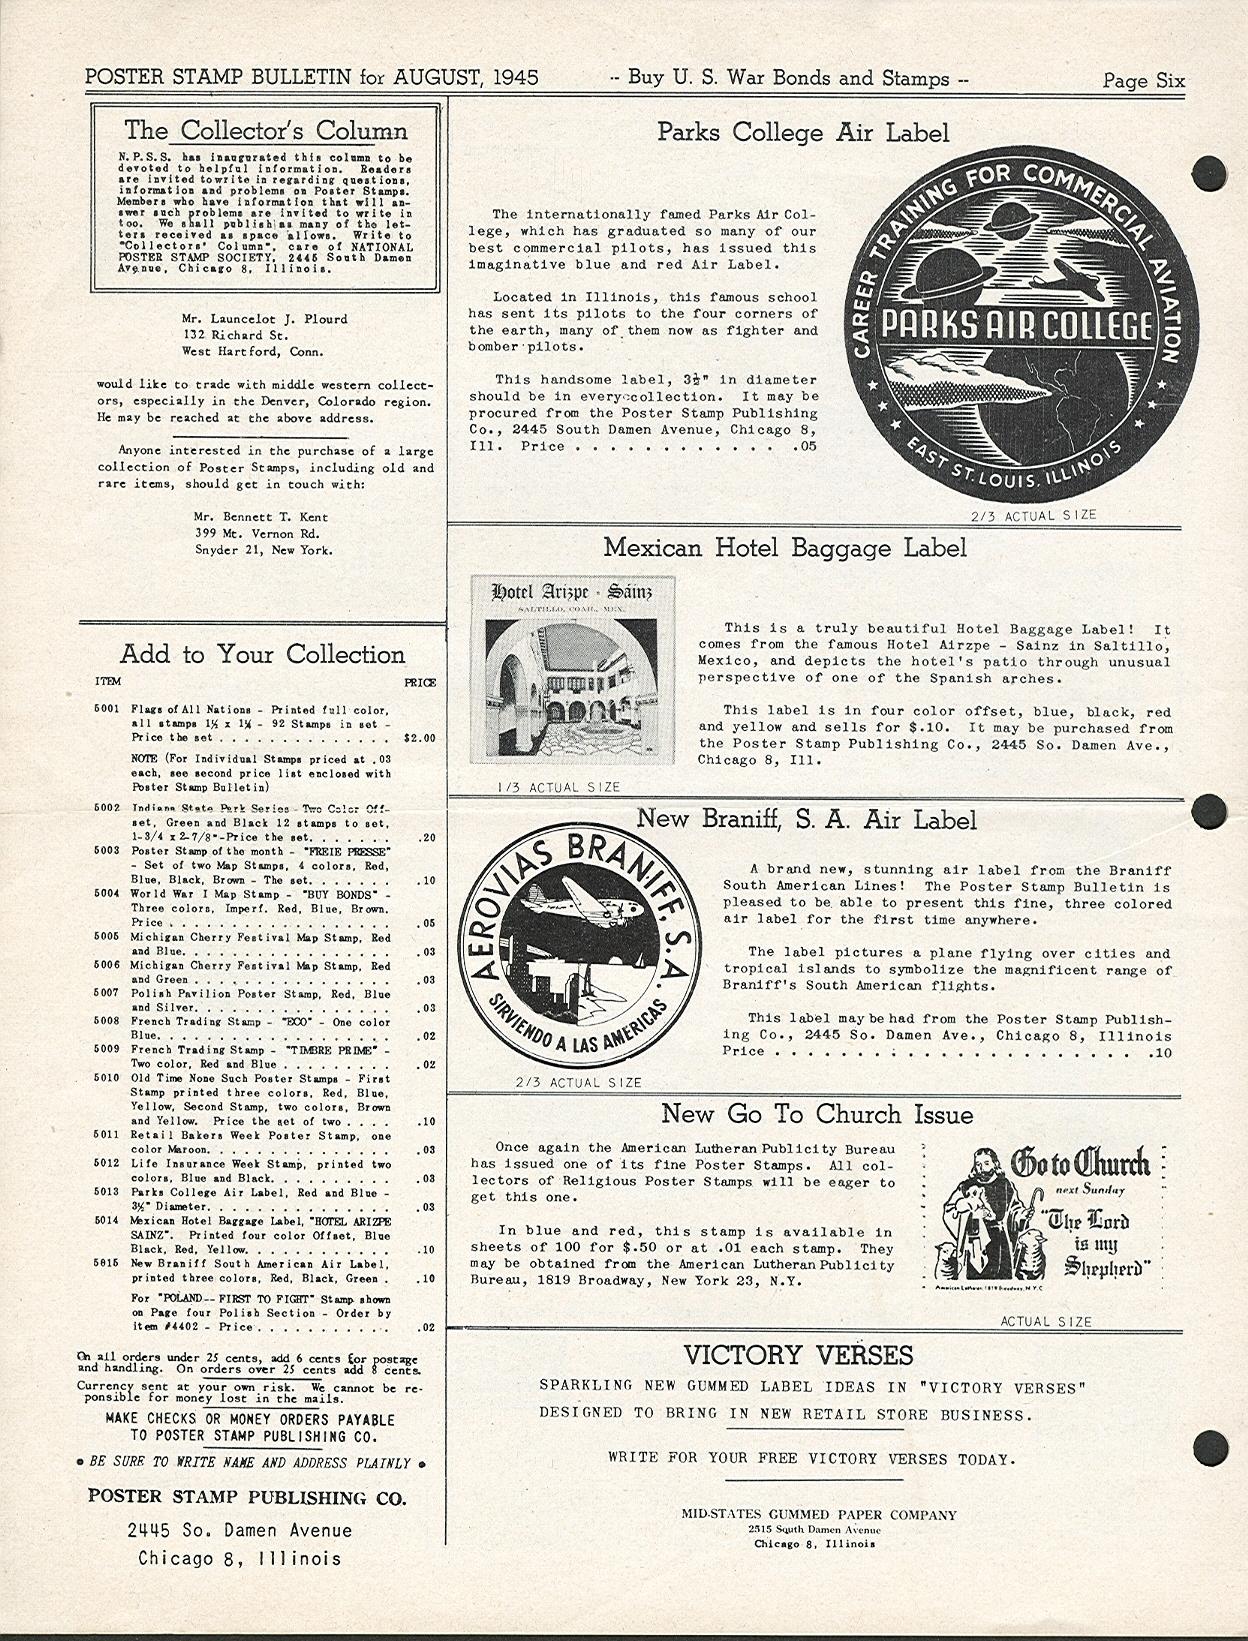 POSTER STAMP BULLETIN for AUGUST, 1945
-- Buy U. S. War Bonds and Stamps --
Page Six
The Collector's Column
N.P.S.S. has inaugurated this column to be
devoted to helpful information. Readers
are invited towrite in regarding questions,
information and problems on Poster Stamps.
Members who have information that will an-
swer such problems are invited to write in
too. We shall publish as many of the let-
ters received as space allows. Write to
"Collectors' Column", care of NATIONAL
POSTER STAMP SOCIETY, 2445 South Damen
Avenue, Chicago 8, Illinois.
Mr. Launcelot J. Plourd
132 Richard St.
West Hartford, Conn.
would like to trade with middle western collect-
ors, especially in the Denver, Colorado region.
He may be reached at the above address.
Anyone interested in the purchase of a large
collection of Poster Stamps, including old and
rare items, should get in touch with:
Mr. Bennett T. Kent
399 Mt. Vernon Rd.
Snyder 21, New York.
Add to Your Collection
ITEM PRICE
5001 Flags of All Nations - Printed full color,
all stamps 1½ x 1¼ - 92 Stamps in set -
Price the set . . . . . . . . . . . . . . $2.00
NOTE (For Individual Stamps priced at .03
each, see second price list enclosed with
Poster Stamp Bulletin)
5002 Indiana State Park Series - Two Color Off-
set, Green and Black 12 stamps to set,
1-3/4 x 2-7/8"-Price the set. . . . . . . .20
5003 Poster Stamp of the month - "FREIE PRESSE"
- Set of two Map Stamps, 4 colors, Red,
Blue, Black, Brown - The set. . . . . . . .10
5004 World War I Map Stamp - "BUY BONDS" -
Three colors, Imperf. Red, Blue, Brown.
Price . . . . . . . . . . . . . . . . . . .05
5005 Michigan Cherry Festival Map Stamp, Red
and Blue. . . . . . . . . . . . . . . . . .03
5006 Michigan Cherry Festival Map Stamp, Red
and Green . . . . . . . . . . . . . . . . .03
5007 Polish Pavilion Poster Stamp, Red, Blue
and Silver. . . . . . . . . . . . . . . . .03
5008 French Trading Stamp - "ECO" - One color
Blue. . . . . . . . . . . . . . . . . . . .02
5009 French Trading Stamp - "TIMBRE PRIME" -
Two color, Red and Blue . . . . . . . . . .02
5010 Old Time None Such Poster Stamps - First
Stamp printed three colors, Red, Blue,
Yellow, Second Stamp, two colors, Brown
and Yellow. Price the set of two . . . . .10
5011 Retail Bakers Week Poster Stamp, one
color Maroon. . . . . . . . . . . . . . . .03
5012 Life Insurance Week Stamp, printed two
colors, Blue and Black. . . . . . . . . . .03
5013 Parks College Air Label, Red and Blue -
3½" Diameter. . . . . . . . . . . . . . . .03
5014 Mexican Hotel Baggage Label, "HOTEL ARIZPE
SAINZ". Printed four color Offset, Blue
Black, Red, Yellow. . . . . . . . . . . . .10
5015 New Braniff South American Air Label,
printed three colors, Red, Black, Green . .10
For "POLAND-- FIRST TO FIGHT" Stamp shown
on Page four Polish Section - Order by
item #4402 - Price . . . . . . . . . . . .02
On all orders under 25 cents, add 6 cents for postage
and handling. On orders over 25 cents add 8 cents.
Currency sent at your own risk. We cannot be re-
ponsible for money lost in the mails.
MAKE CHECKS OR MONEY ORDERS PAYABLE
TO POSTER STAMP PUBLISHING CO.
• BE SURE TO WRITE NAME AND ADDRESS PLAINLY •
POSTER STAMP PUBLISHING CO.
2445 So. Damen Avenue
Chicago 8, Illinois
Parks College Air Label
The internationally famed Parks Air Col-
lege, which has graduated so many of our
best commercial pilots, has issued this
imaginative blue and red Air Label.
Located in Illinois, this famous school
has sent its pilots to the four corners of
the earth, many of them now as fighter and
bomber pilots.
This handsome label, 3½" in diameter
should be in every collection. It may be
procured from the Poster Stamp Publishing
Co., 2445 South Damen Avenue, Chicago 8,
Ill. Price . . . . . . . . . . . . .05
CAREER TRAINING FOR COMMERCIAL AVIATION
PARKS AIR COLLEGE
EAST ST. LOUIS, ILLINOIS
2/3 ACTUAL SIZE
Mexican Hotel Baggage Label
Hotel Arizpe - Sáinz
SALTILLO, COAH., MEX.
1/3 ACTUAL SIZE
This is a truly beautiful Hotel Baggage Label! It
comes from the famous Hotel Airzpe - Sainz in Saltillo,
Mexico, and depicts the hotel's patio through unusual
perspective of one of the Spanish arches.
This label is in four color offset, blue, black, red
and yellow and sells for $.10. It may be purchased from
the Poster Stamp Publishing Co., 2445 So. Damen Ave.,
Chicago 8, Ill.
New Braniff, S. A. Air Label
AEROVIAS BRANIFF, S.A.
SIRVIENDO A LAS AMERICAS
2/3 ACTUAL SIZE
A brand new, stunning air label from the Braniff
South American Lines! The Poster Stamp Bulletin is
pleased to be able to present this fine, three colored
air label for the first time anywhere.
The label pictures a plane flying over cities and
tropical islands to symbolize the magnificent range of
Braniff's South American flights.
This label may be had from the Poster Stamp Publish-
ing Co., 2445 So. Damen Ave., Chicago 8, Illinois
Price . . . . . . . . . . . . . . . . . . . . . .10
New Go To Church Issue
Once again the American Lutheran Publicity Bureau
has issued one of its fine Poster Stamps. All col-
lectors of Religious Poster Stamps will be eager to
get this one.
In blue and red, this stamp is available in
sheets of 100 for $.50 or at .01 each stamp. They
may be obtained from the American Lutheran Publicity
Bureau, 1819 Broadway, New York 23, N.Y.
Go to Church
next Sunday
"The Lord
is my
Shepherd"
American Lutheran 1819 Broadway, N.Y.C
ACTUAL SIZE
VICTORY VERSES
SPARKLING NEW GUMMED LABEL IDEAS IN "VICTORY VERSES"
DESIGNED TO BRING IN NEW RETAIL STORE BUSINESS.
WRITE FOR YOUR FREE VICTORY VERSES TODAY.
MID-STATES GUMMED PAPER COMPANY
2515 South Damen Avenue
Chicago 8, Illinois